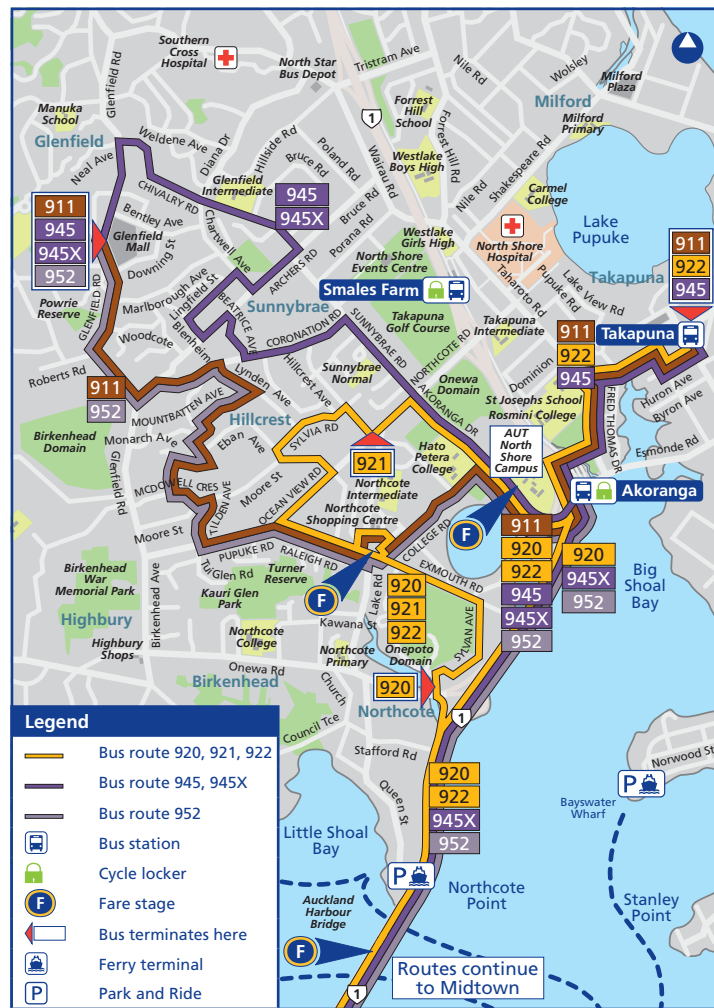 Southern
Cross
Hospital
North Star
Bus Depot
Tristram Ave
Nile Rd
Wolsley
Milford
Plaza
Milford
Milford
Primary
Glenfield Rd
Manuka
School
Glenfield
Weldene Ave
Diana Dr
Hillside Rd
Glenfield
Intermediate
Bruce Rd
Poland Rd
1
Forrest
Hill
School
Forrest Hill Rd
Wairau Rd
Westlake
Boys High
Shakespeare Rd
Nile Rd
Carmel
College
Neal Ave
CHIVALRY RD
Bentley Ave
Glenfield
Mall
Downing St
Chartwell Ave
911
945
945X
952
945
945X
Bruce Rd
Porana Rd
ARCHERS RD
Westlake
Girls High
North Shore
Events Centre
North Shore
Hospital
Lake
Pupuke
Taharoto Rd
Pupuke Rd
Lake View Rd
Takapuna
911
922
945
Powrie
Reserve
GLENFIELD RD
Marlborough Ave
Lingfield St
Sunnybrae
BEATRICE AVE
CORONATION RD
Smales Farm
SUNNYBRAE RD
Takapuna
Golf Course
Takapuna
Intermediate
NORTHCOTE RD
Takapuna
911
922
945
Woodcote
Blenheim
Roberts Rd
911
952
MOUNTBATTEN AVE
Lynden Ave
Hillcrest Ave
Sunnybrae
Normal
AKORANGA DR
Onewa
Domain
Dominion
St Josephs School
Rosmini College
FRED THOMAS DR
Huron Ave
Byron Ave
Esmonde Rd
Birkenhead
Domain
Monarch Ave
Hillcrest
Eban Ave
SYLVIA RD
921
Hato
Petera
College
AUT
North
Shore
Campus
Glenfield Rd
MCDOWELL CRES
TILDEN AVE
Moore St
OCEAN VIEW RD
Northcote
Intermediate
Northcote
Shopping Centre
Akoranga
Moore St
PUPUKE RD
RALEIGH RD
COLLEGE RD
EXMOUTH RD
F
911
920
922
945
945X
952
920
945X
952
Big
Shoal
Bay
Birkenhead
War
Memorial Park
Birkenhead Ave
Tui Glen Rd
Turner
Reserve
Kauri Glen
Park
F
Lake Rd
920
921
922
Highbury
Highbury
Shops
Northcote
College
Kawana St
Northcote
Primary
Onepoto
Domain
SYLVAN AVE
Onewa Rd
Birkenhead
Church
920
Northcote
1
Council Tce
Stafford Rd
Queen St
920
922
945X
952
Norwood St
P
Bayswater
Wharf
Little Shoal
Bay
P
Northcote
Point
Stanley
Point
Auckland
Harbour
Bridge
F
Routes continue
to Midtown
1
Legend
Bus route 920, 921, 922
Bus route 945, 945X
Bus route 952
Bus station
Cycle locker
F Fare stage
Bus terminates here
Ferry terminal
P Park and Ride